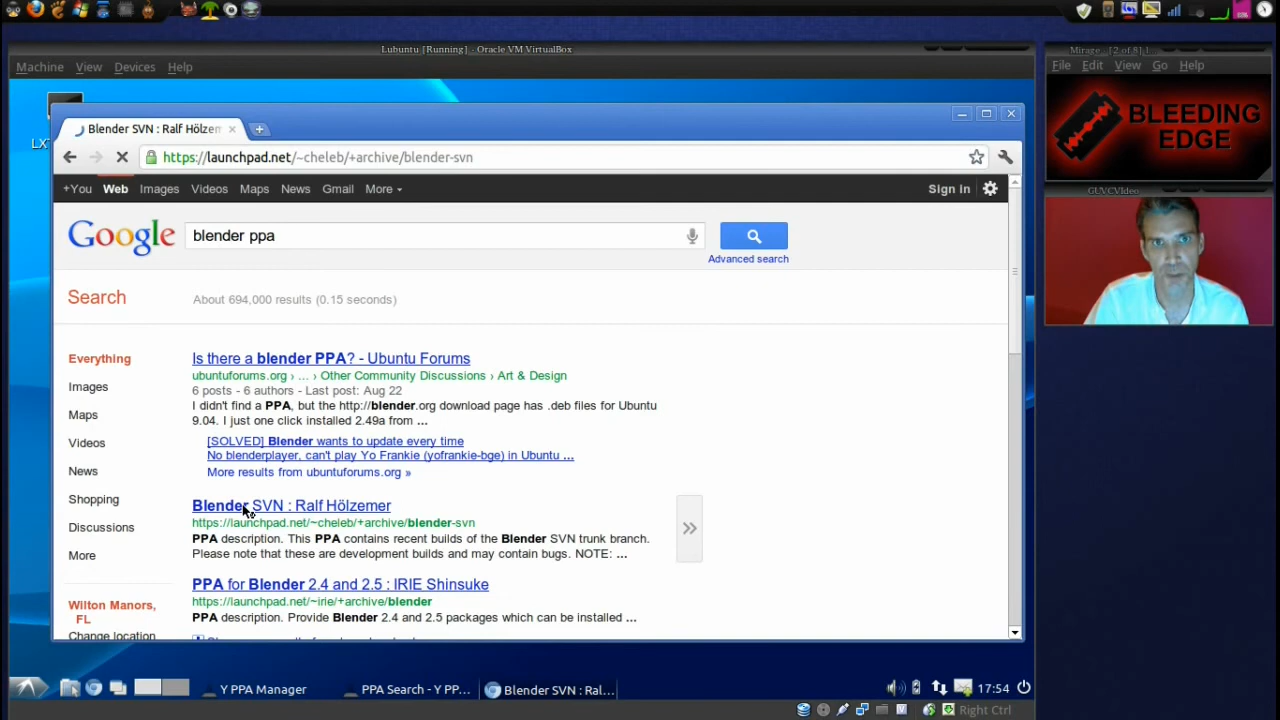 Lubuntu [Running] - Oracle VM VirtualBox
Machine View Devices Help
LX
Blender SVN : Ralf Hölzem
https://launchpad.net/~cheleb/+archive/blender-svn
+You Web Images Videos Maps News Gmail More
Sign in
Google
blender ppa
Advanced search
Search
About 694,000 results (0.15 seconds)
Everything
Images
Maps
Videos
News
Shopping
Discussions
More
Wilton Manors,
FL
Change location
Is there a blender PPA? - Ubuntu Forums
ubuntuforums.org › ... › Other Community Discussions › Art & Design
6 posts - 6 authors - Last post: Aug 22
I didn't find a PPA, but the http://blender.org download page has .deb files for Ubuntu
9.04. I just one click installed 2.49a from ...
[SOLVED] Blender wants to update every time
No blenderplayer, can't play Yo Frankie (yofrankie-bge) in Ubuntu ...
More results from ubuntuforums.org »
Blender SVN : Ralf Hölzemer
https://launchpad.net/~cheleb/+archive/blender-svn
PPA description. This PPA contains recent builds of the Blender SVN trunk branch.
Please note that these are development builds and may contain bugs. NOTE: ...
PPA for Blender 2.4 and 2.5 : IRIE Shinsuke
https://launchpad.net/~irie/+archive/blender
PPA description. Provide Blender 2.4 and 2.5 packages which can be installed ...
Y PPA Manager
PPA Search - Y PP...
Blender SVN : Ral...
17:54
Right Ctrl
Mirage - [2 of 8] 1
File Edit View Go Help
BLEEDING
EDGE
GUVCVideo